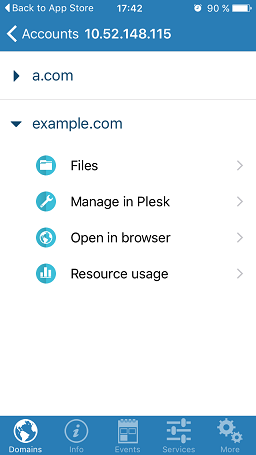 Back to App Store 17:42 90 %
Accounts 10.52.148.115
a.com
example.com
Files
Manage in Plesk
Open in browser
Resource usage
Domains Info Events Services More